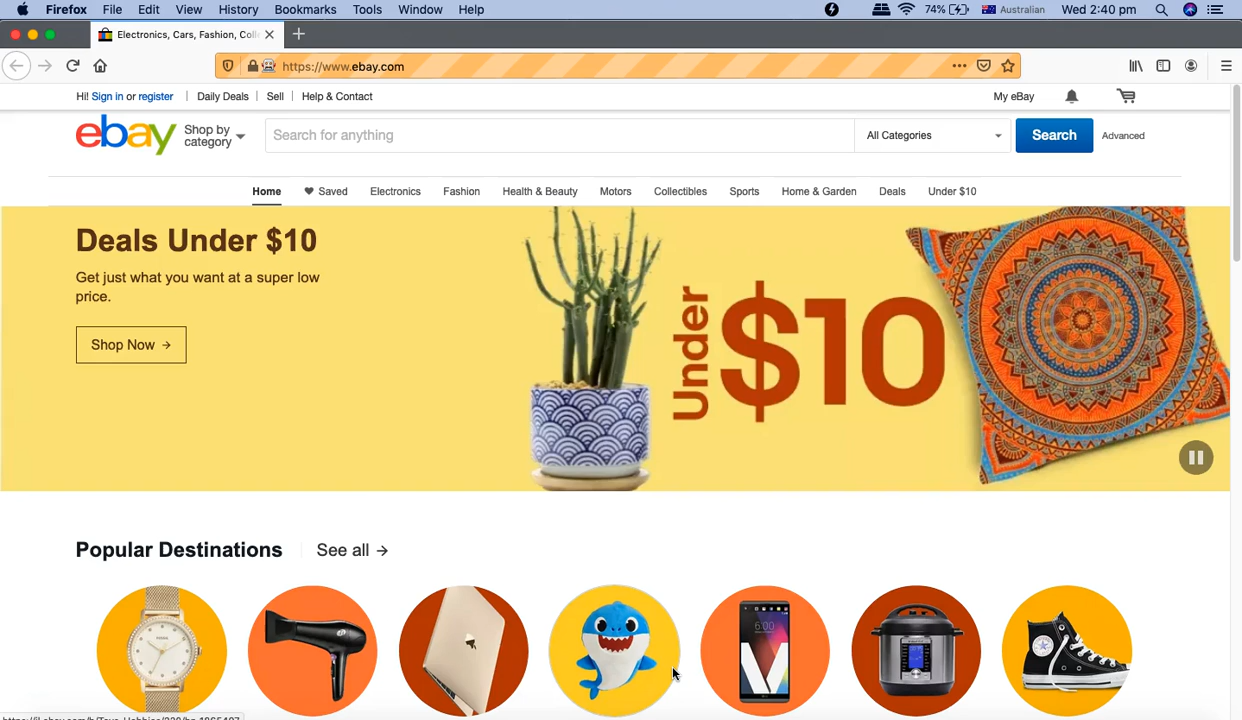 Firefox File Edit View History Bookmarks Tools Window Help 74% Australian Wed 2:40 pm
Electronics, Cars, Fashion, Coll
https://www.ebay.com
Hi! Sign in or register Daily Deals Sell Help & Contact My eBay
ebay Shop by category Search for anything All Categories Search Advanced
Home Saved Electronics Fashion Health & Beauty Motors Collectibles Sports Home & Garden Deals Under $10
Deals Under $10
Get just what you want at a super low
price.
Shop Now →
Under $10
Popular Destinations See all →
6:00